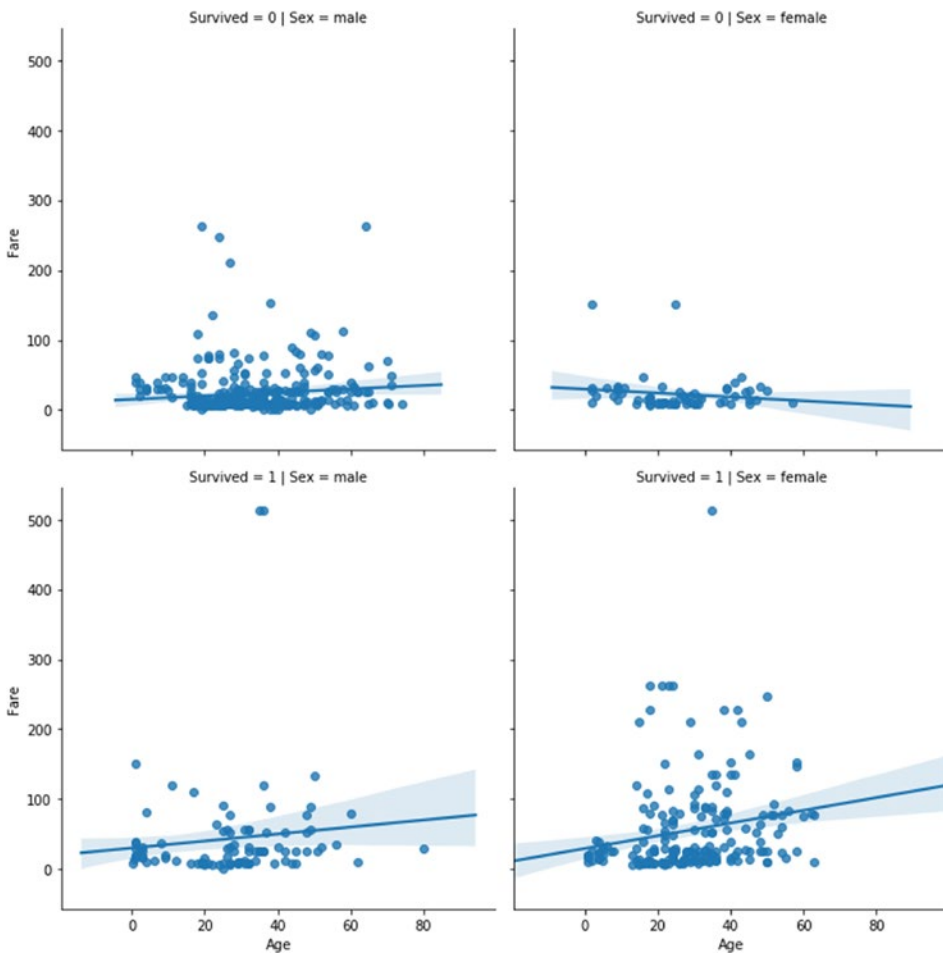 Survived = 0 | Sex = male
Survived = 0 | Sex = female
500
400
300
200
100
0
Fare
Survived = 1 | Sex = male
Survived = 1 | Sex = female
500
400
300
200
100
0
Fare
0 20 40 60 80
0 20 40 60 80
Age
Age